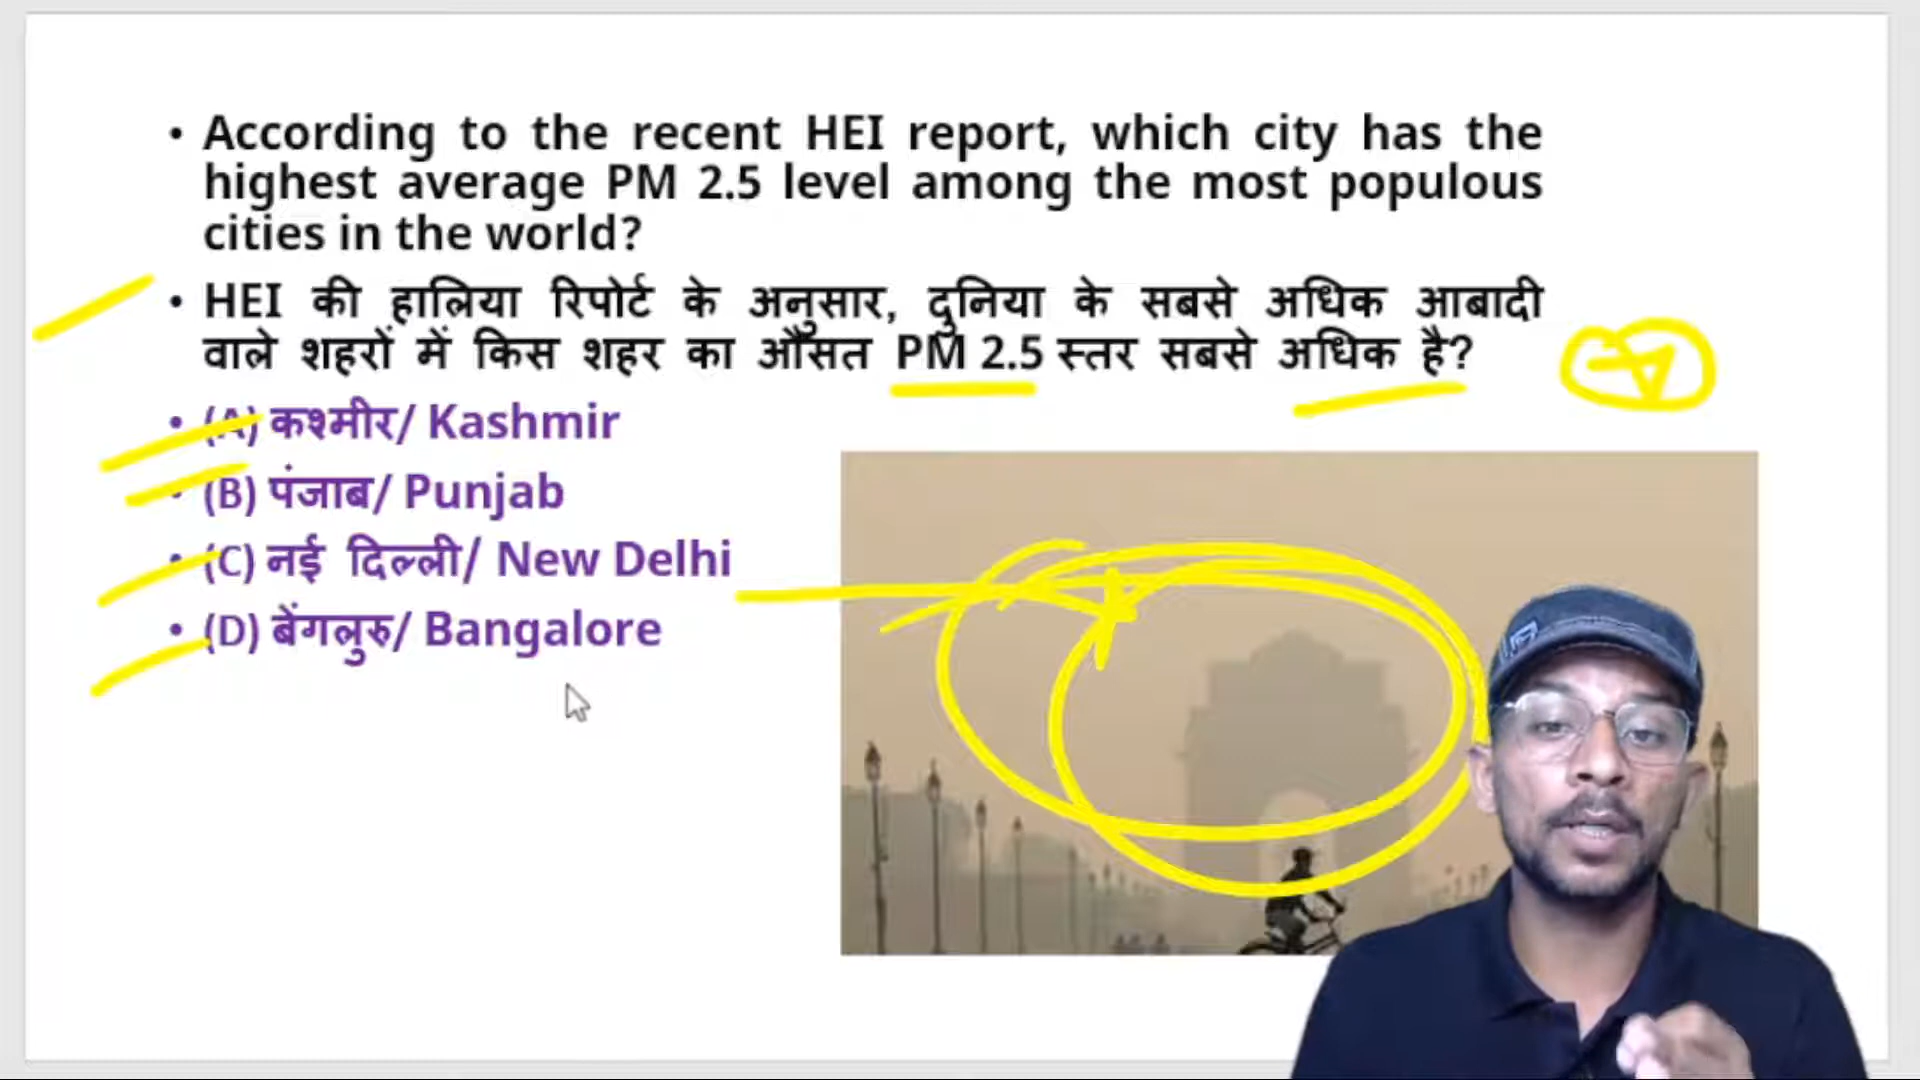 • According to the recent HEI report, which city has the
highest average PM 2.5 level among the most populous
cities in the world?
• HEI की हालिया रिपोर्ट के अनुसार, दुनिया के सबसे अधिक आबादी
वाले शहरों में किस शहर का औसत PM 2.5 स्तर सबसे अधिक है?
• (A) कश्मीर/ Kashmir
• (B) पंजाब/ Punjab
• (C) नई दिल्ली/ New Delhi
• (D) बेंगलुरु/ Bangalore